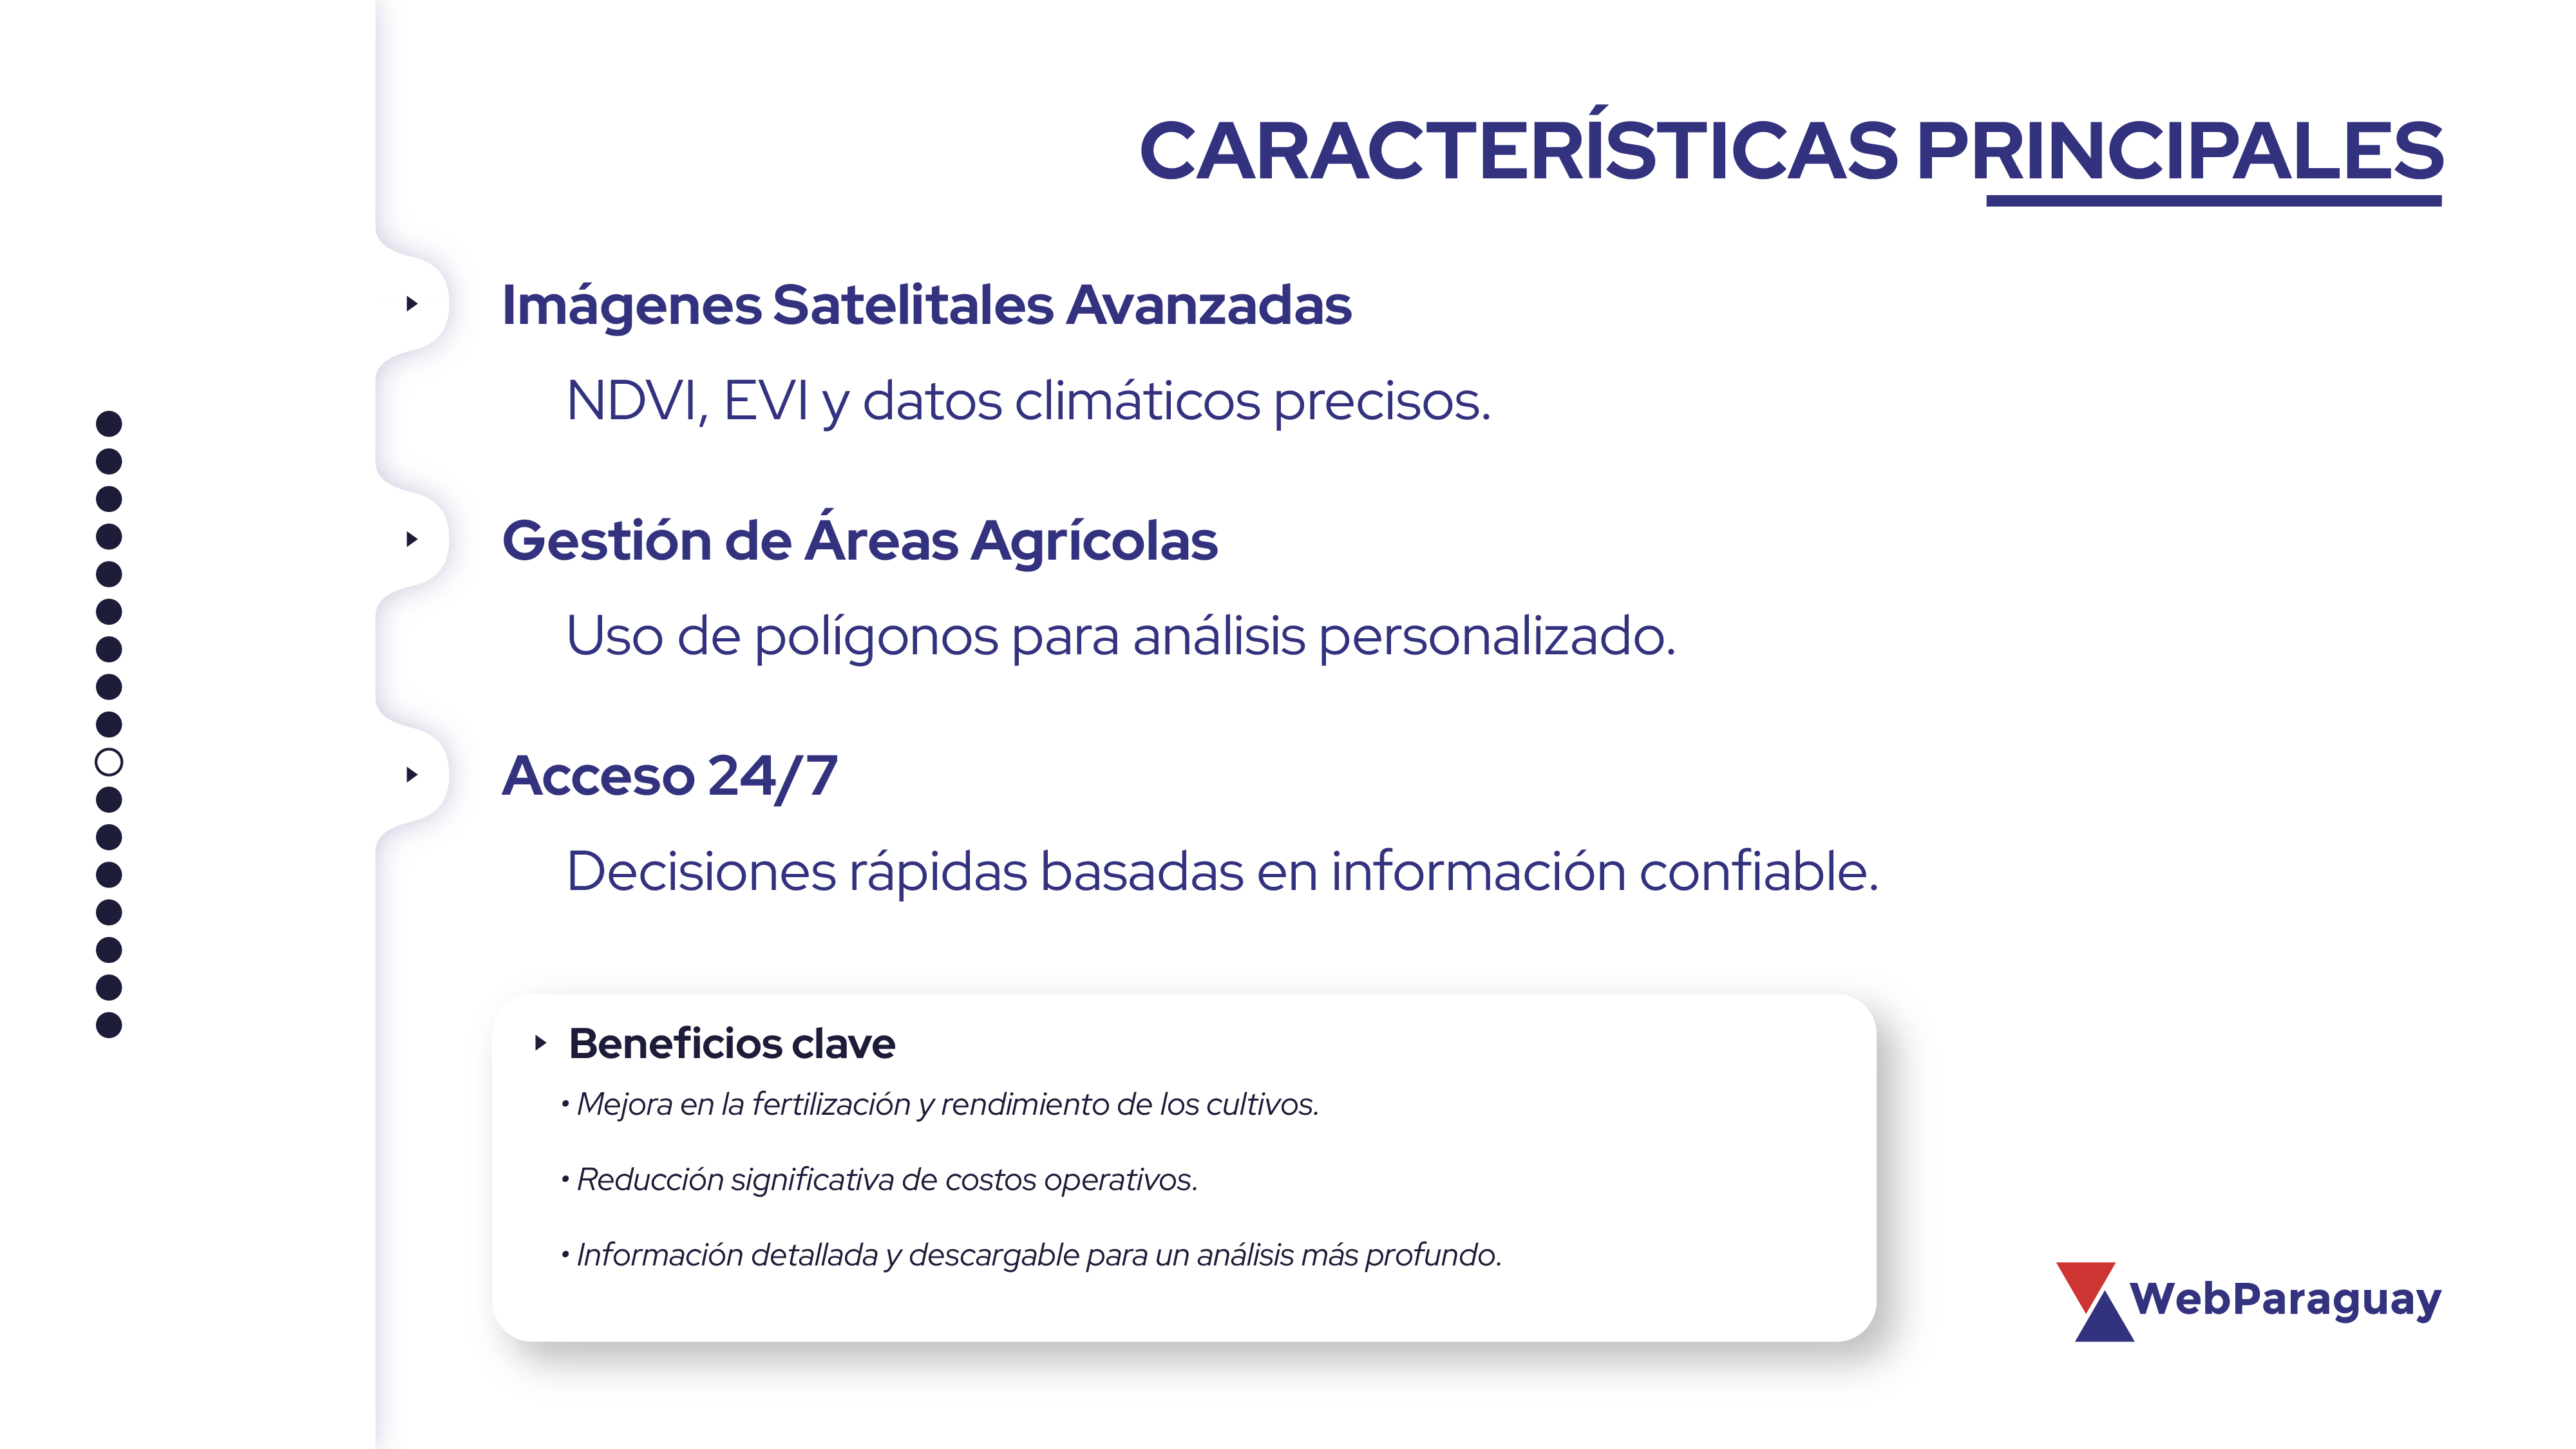 CARACTERÍSTICAS PRINCIPALES
Imágenes Satelitales Avanzadas
NDVI, EVI y datos climáticos precisos.
Gestión de Áreas Agrícolas
Uso de polígonos para análisis personalizado.
Acceso 24/7
Decisiones rápidas basadas en información confiable.
Beneficios clave
• Mejora en la fertilización y rendimiento de los cultivos.
• Reducción significativa de costos operativos.
• Información detallada y descargable para un análisis más profundo.
WebParaguay